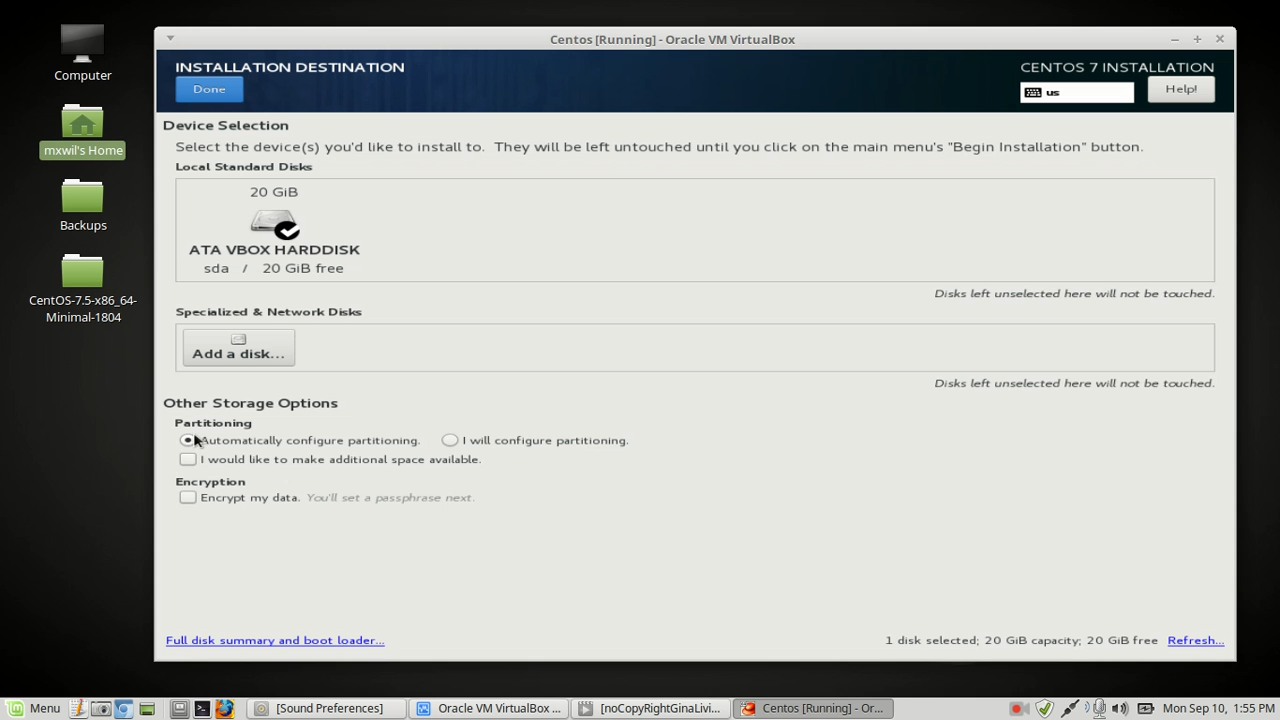 Computer
mxwil's Home
Backups
CentOS-7.5-x86_64-
Minimal-1804
Centos [Running] - Oracle VM VirtualBox
INSTALLATION DESTINATION
CENTOS 7 INSTALLATION
Done
us
Help!
Device Selection
Select the device(s) you'd like to install to. They will be left untouched until you click on the main menu's "Begin Installation" button.
Local Standard Disks
20 GiB
ATA VBOX HARDDISK
sda / 20 GiB free
Disks left unselected here will not be touched.
Specialized & Network Disks
Add a disk...
Disks left unselected here will not be touched.
Other Storage Options
Partitioning
Automatically configure partitioning. I will configure partitioning.
I would like to make additional space available.
Encryption
Encrypt my data. You'll set a passphrase next.
Full disk summary and boot loader...
1 disk selected; 20 GiB capacity; 20 GiB free Refresh...
Menu [Sound Preferences] Oracle VM VirtualBox ... [noCopyRightGinaLivi... Centos [Running] - Or... Mon Sep 10, 1:55 PM